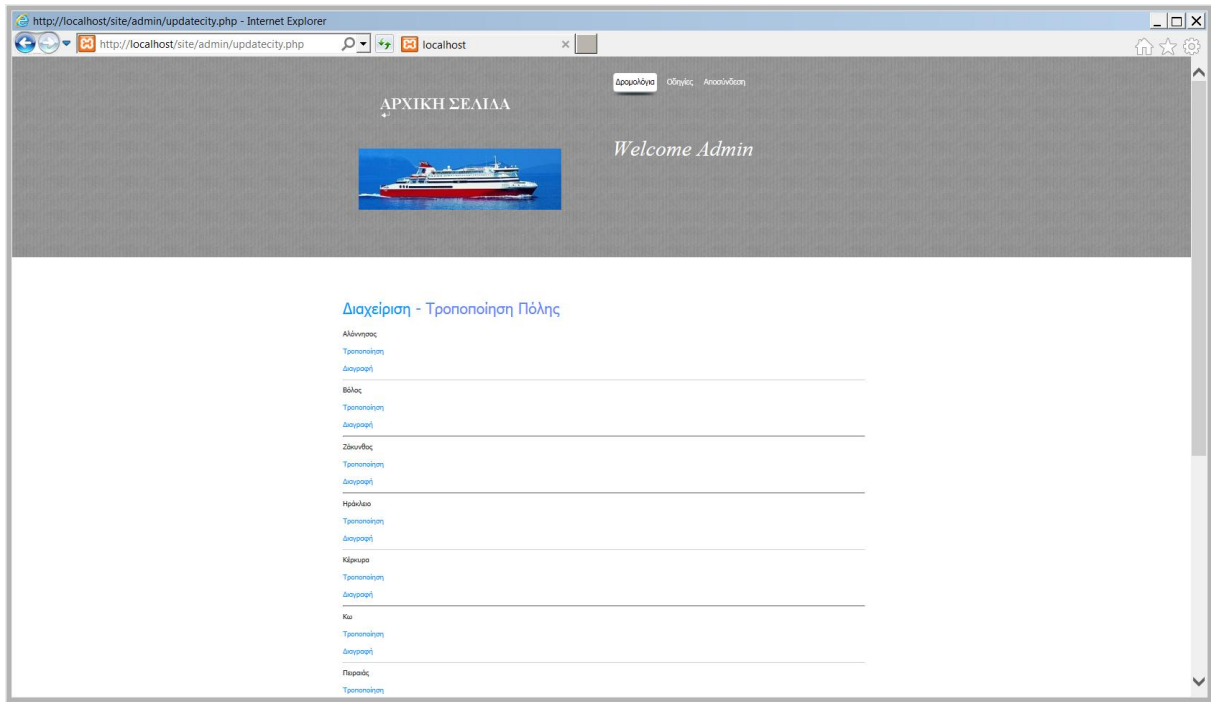 http://localhost/site/admin/updatecity.php - Internet Explorer
http://localhost/site/admin/updatecity.php
localhost
Δρομολόγια Οδηγίες Αποσύνδεση
ΑΡΧΙΚΗ ΣΕΛΙΔΑ
Welcome Admin
Διαχείριση - Τροποποίηση Πόλης
Αλόννησος
Τροποποίηση
Διαγραφή
Βόλος
Τροποποίηση
Διαγραφή
Ζάκυνθος
Τροποποίηση
Διαγραφή
Ηράκλειο
Τροποποίηση
Διαγραφή
Κέρκυρα
Τροποποίηση
Διαγραφή
Κω
Τροποποίηση
Διαγραφή
Πειραιάς
Τροποποίηση